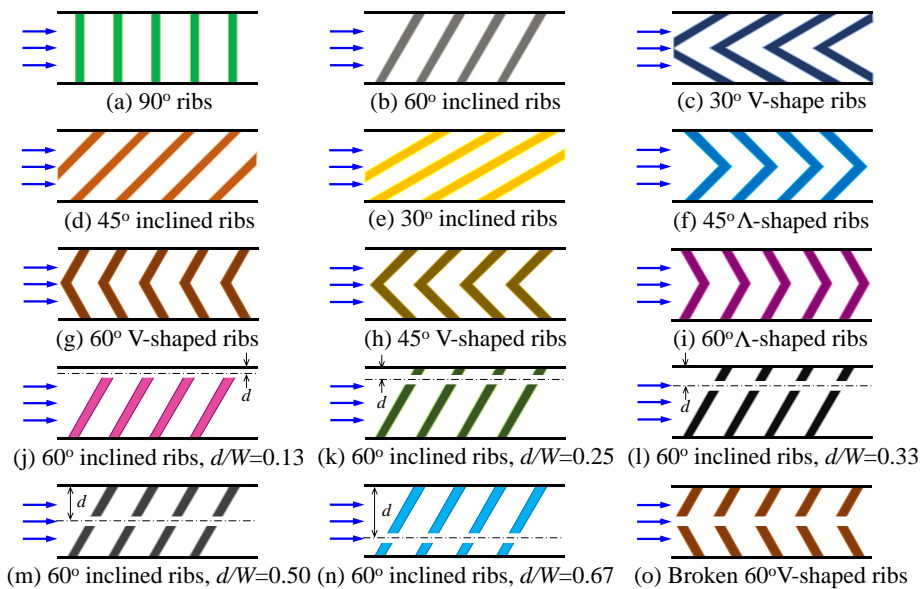 (a) 90° ribs
(b) 60° inclined ribs
(c) 30° V-shape ribs
(d) 45° inclined ribs
(e) 30° inclined ribs
(f) 45° Λ-shaped ribs
(g) 60° V-shaped ribs
(h) 45° V-shaped ribs
(i) 60° Λ-shaped ribs
d
d
d
(j) 60° inclined ribs, d/W=0.13
(k) 60° inclined ribs, d/W=0.25
(l) 60° inclined ribs, d/W=0.33
d
d
(m) 60° inclined ribs, d/W=0.50
(n) 60° inclined ribs, d/W=0.67
(o) Broken 60°V-shaped ribs